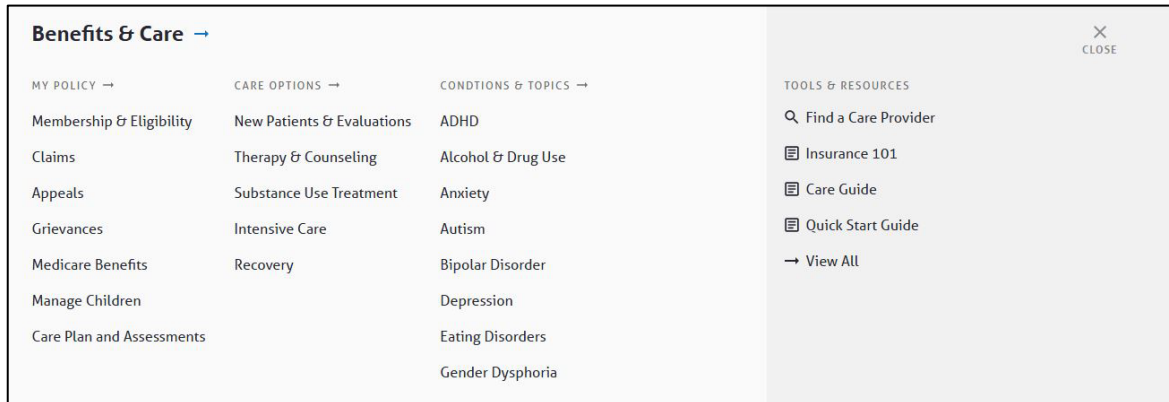 Benefits & Care →
CLOSE
MY POLICY →
Membership & Eligibility
Claims
Appeals
Grievances
Medicare Benefits
Manage Children
Care Plan and Assessments
CARE OPTIONS →
New Patients & Evaluations
Therapy & Counseling
Substance Use Treatment
Intensive Care
Recovery
CONDTIONS & TOPICS →
ADHD
Alcohol & Drug Use
Anxiety
Autism
Bipolar Disorder
Depression
Eating Disorders
Gender Dysphoria
TOOLS & RESOURCES
Find a Care Provider
Insurance 101
Care Guide
Quick Start Guide
→ View All